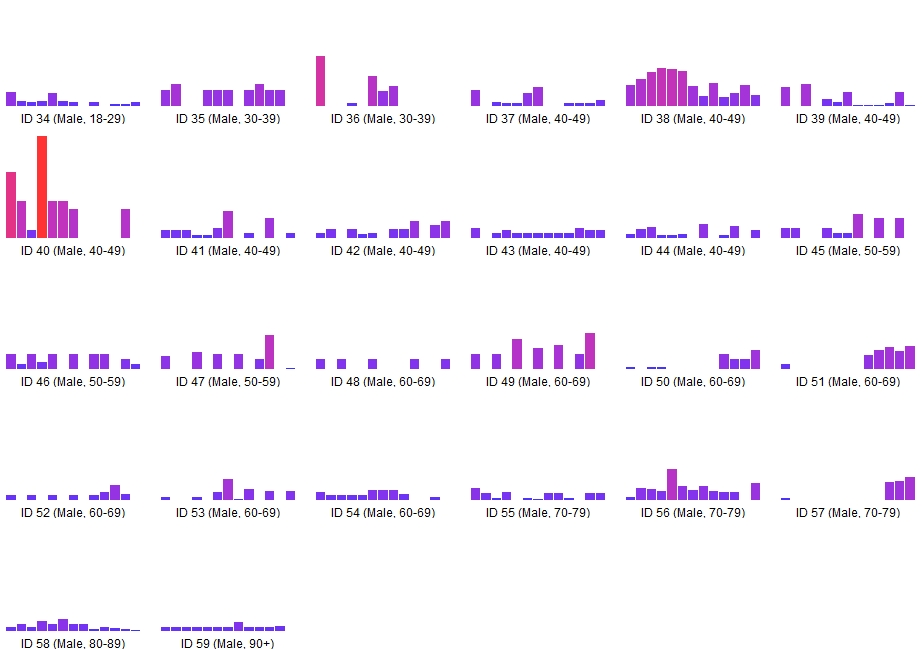 ID 34 (Male, 18-29) ID 35 (Male, 30-39) ID 36 (Male, 30-39) ID 37 (Male, 40-49) ID 38 (Male, 40-49) ID 39 (Male, 40-49)
ID 40 (Male, 40-49) ID 41 (Male, 40-49) ID 42 (Male, 40-49) ID 43 (Male, 40-49) ID 44 (Male, 40-49) ID 45 (Male, 50-59)
ID 46 (Male, 50-59) ID 47 (Male, 50-59) ID 48 (Male, 60-69) ID 49 (Male, 60-69) ID 50 (Male, 60-69) ID 51 (Male, 60-69)
ID 52 (Male, 60-69) ID 53 (Male, 60-69) ID 54 (Male, 60-69) ID 55 (Male, 70-79) ID 56 (Male, 70-79) ID 57 (Male, 70-79)
ID 58 (Male, 80-89) ID 59 (Male, 90+)